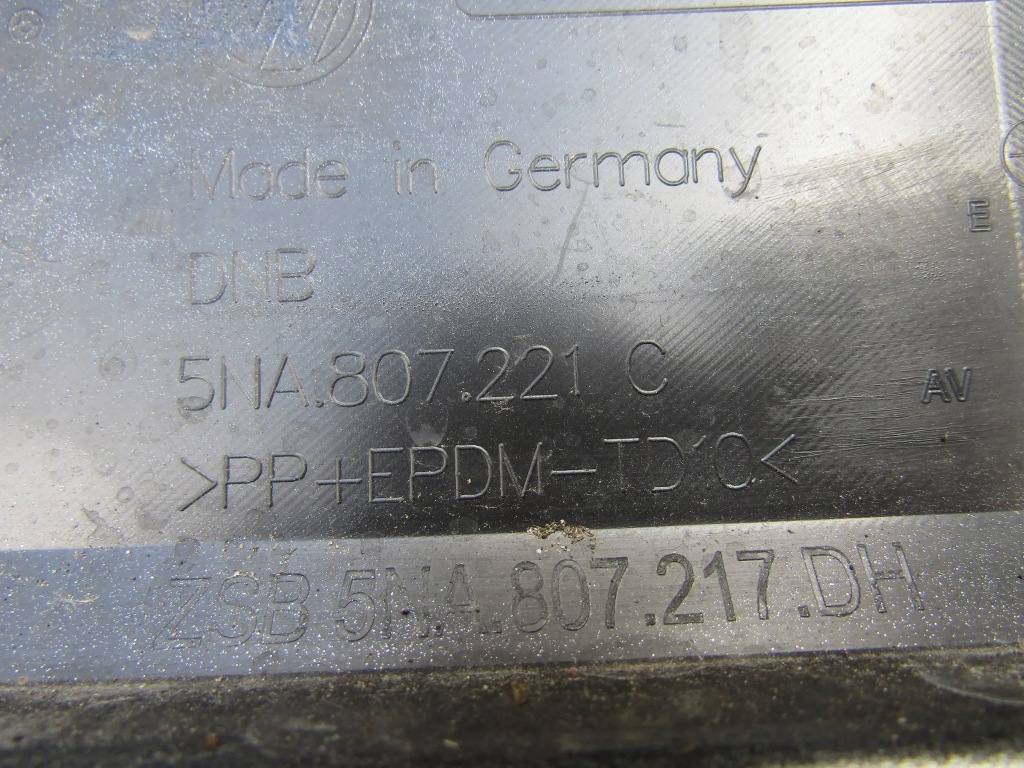 Made in Germany
E
DNB
5NA.807.221 C
AV
>PP+EPDM-TD10<
ZSB 5NA.807.217.DH